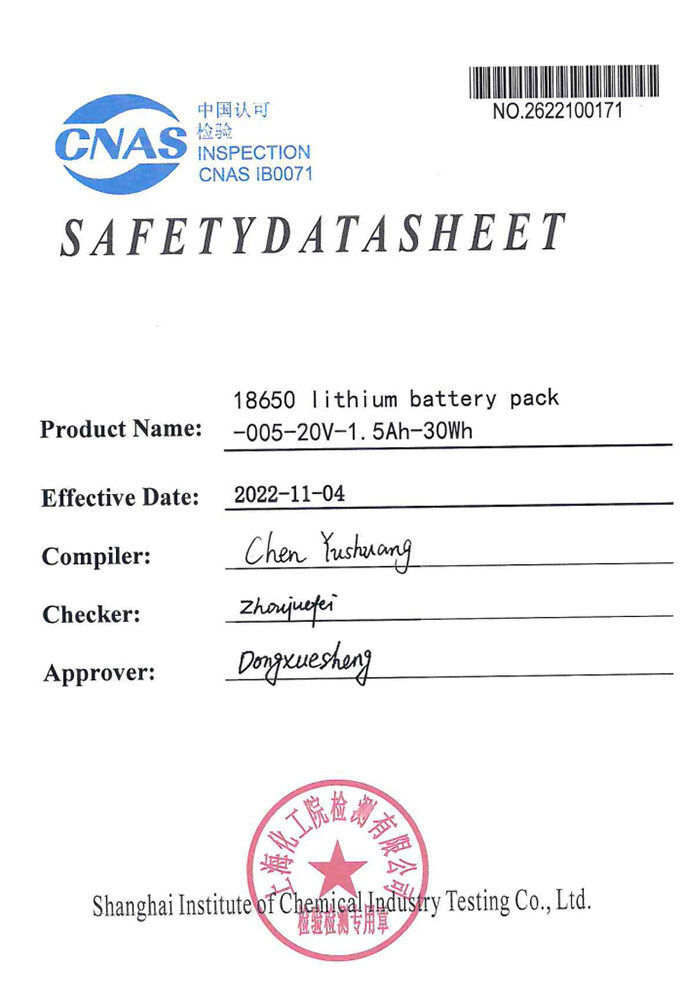 NO.2622100171
CNAS
中国认可
检验
INSPECTION
CNAS IB0071
SAFETYDATASHEET
Product Name: 18650 lithium battery pack
-005-20V-1.5Ah-30Wh
Effective Date: 2022-11-04
Compiler: Chen Yushuang
Checker: Zhoujuefei
Approver: Dongxuesheng
上海化工院检测有限公司
Shanghai Institute of Chemical Industry Testing Co., Ltd.
检验检测专用章